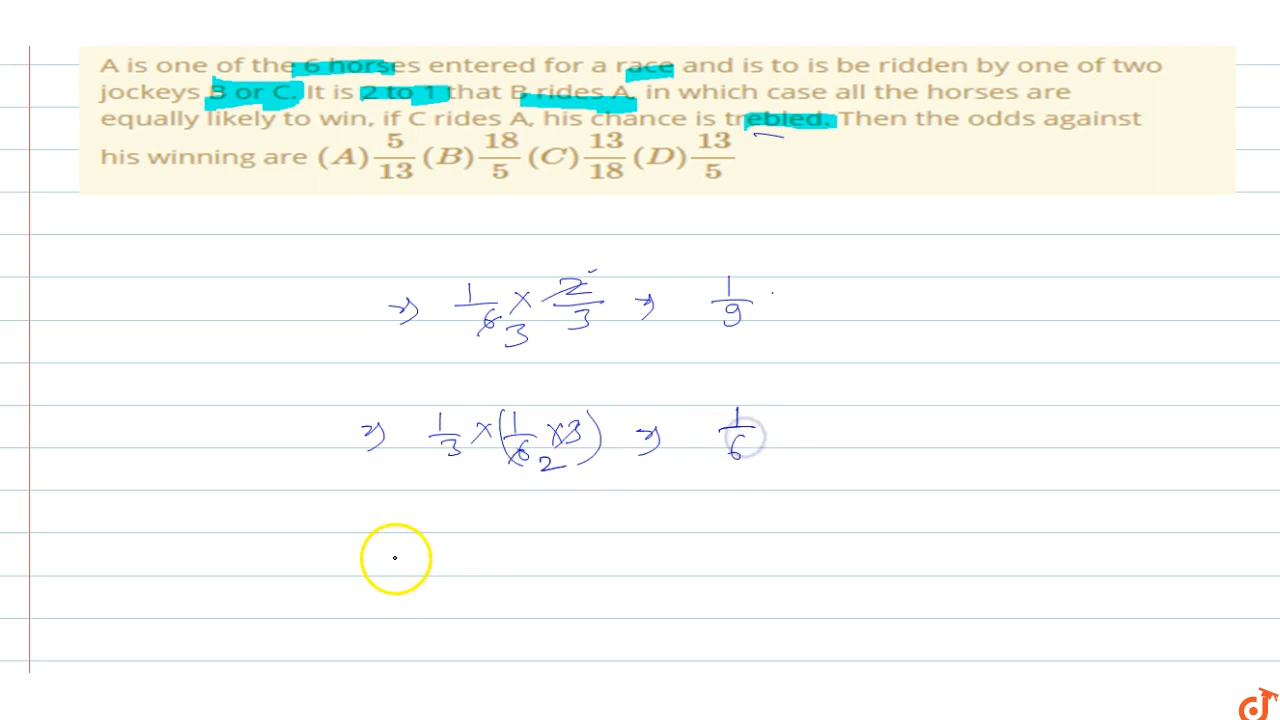 A is one of the 6 horses entered for a race and is to is be ridden by one of two
jockeys B or C. It is 2 to 1 that B rides A, in which case all the horses are
equally likely to win, if C rides A, his chance is trebled. Then the odds against
his winning are (A) 5/13 (B) 18/5 (C) 13/18 (D) 13/5
⇒ 1/6 3 × 2/3 ⇒ 1/9
⇒ 1/3 × (1/6 2 × 3) ⇒ 1/6